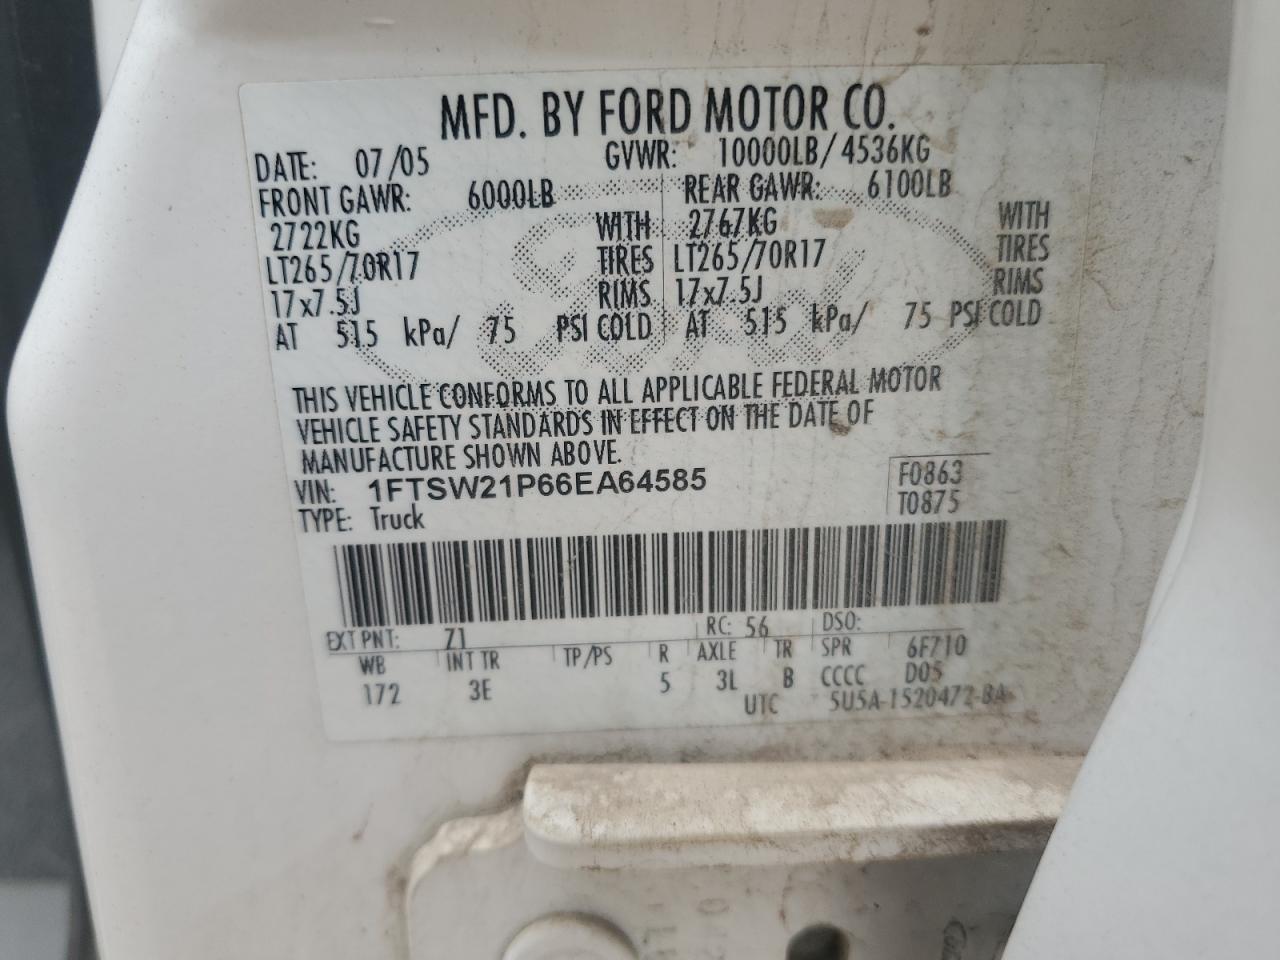 MFD. BY FORD MOTOR CO.
DATE: 07/05 GVWR: 10000LB/4536KG
FRONT GAWR: 6000LB REAR GAWR: 6100LB
2722KG WITH 2767KG WITH
LT265/70R17 TIRES LT265/70R17 TIRES
17x7.5J RIMS 17x7.5J RIMS
AT 515 kPa/ 75 PSI COLD AT 515 kPa/ 75 PSI COLD
THIS VEHICLE CONFORMS TO ALL APPLICABLE FEDERAL MOTOR
VEHICLE SAFETY STANDARDS IN EFFECT ON THE DATE OF
MANUFACTURE SHOWN ABOVE.
VIN: 1FTSW21P66EA64585 F0863
TYPE: Truck T0875
EXT PNT: Z1 RC: 56 DSO:
WB INT TR TP/PS R AXLE TR SPR 6F710
172 3E 5 3L B CCCC D05
UTC 5U5A-1520472-BA